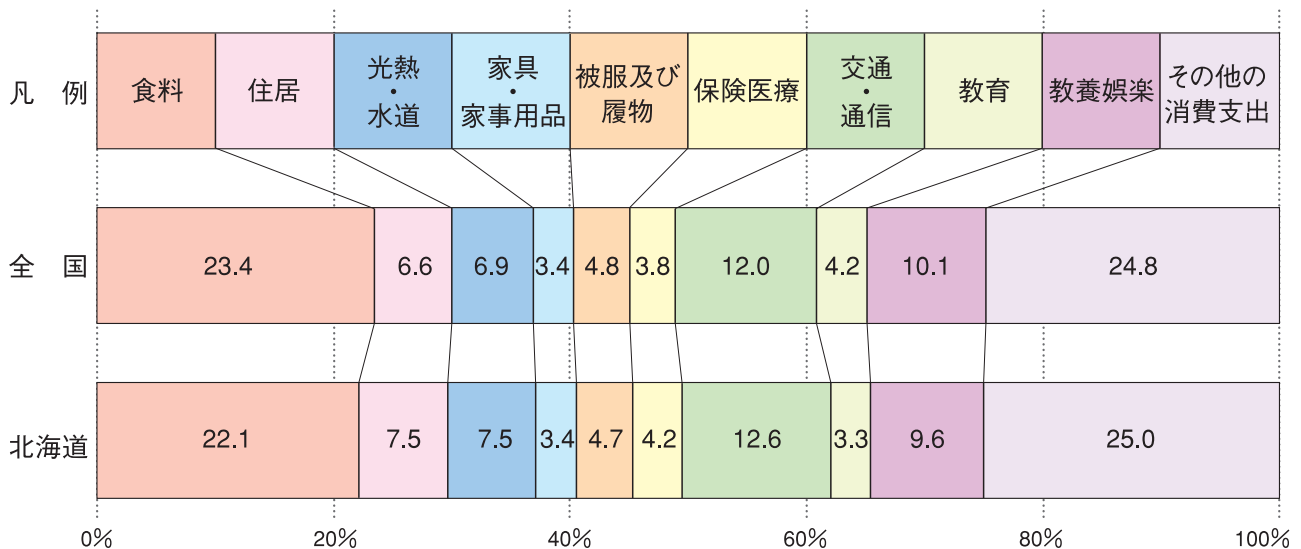 凡 例
食料
住居
光熱
・
水道
家具
・
家事用品
被服及び
履物
保険医療
交通
・
通信
教育
教養娯楽
その他の
消費支出
全 国
23.4
6.6
6.9
3.4
4.8
3.8
12.0
4.2
10.1
24.8
北海道
22.1
7.5
7.5
3.4
4.7
4.2
12.6
3.3
9.6
25.0
0%
20%
40%
60%
80%
100%